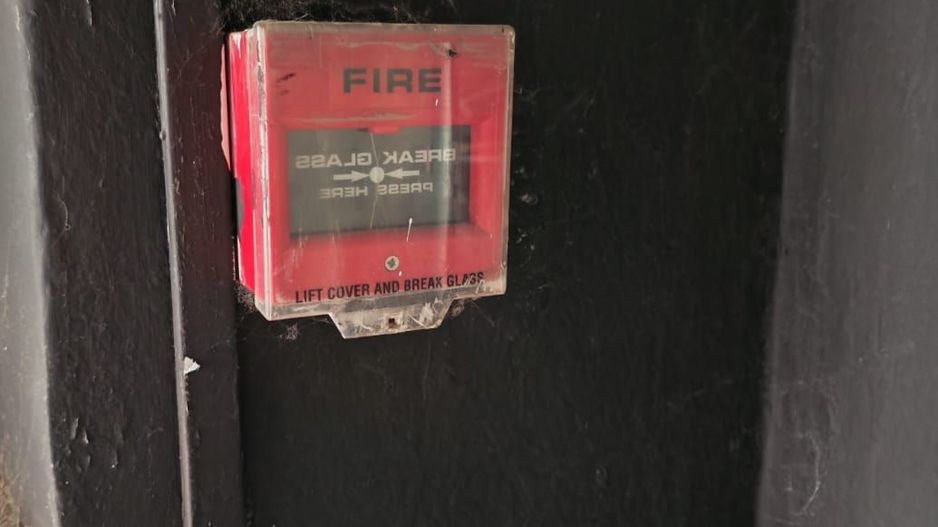 FIRE
BREAK GLASS
PRESS HERE
LIFT COVER AND BREAK GLASS